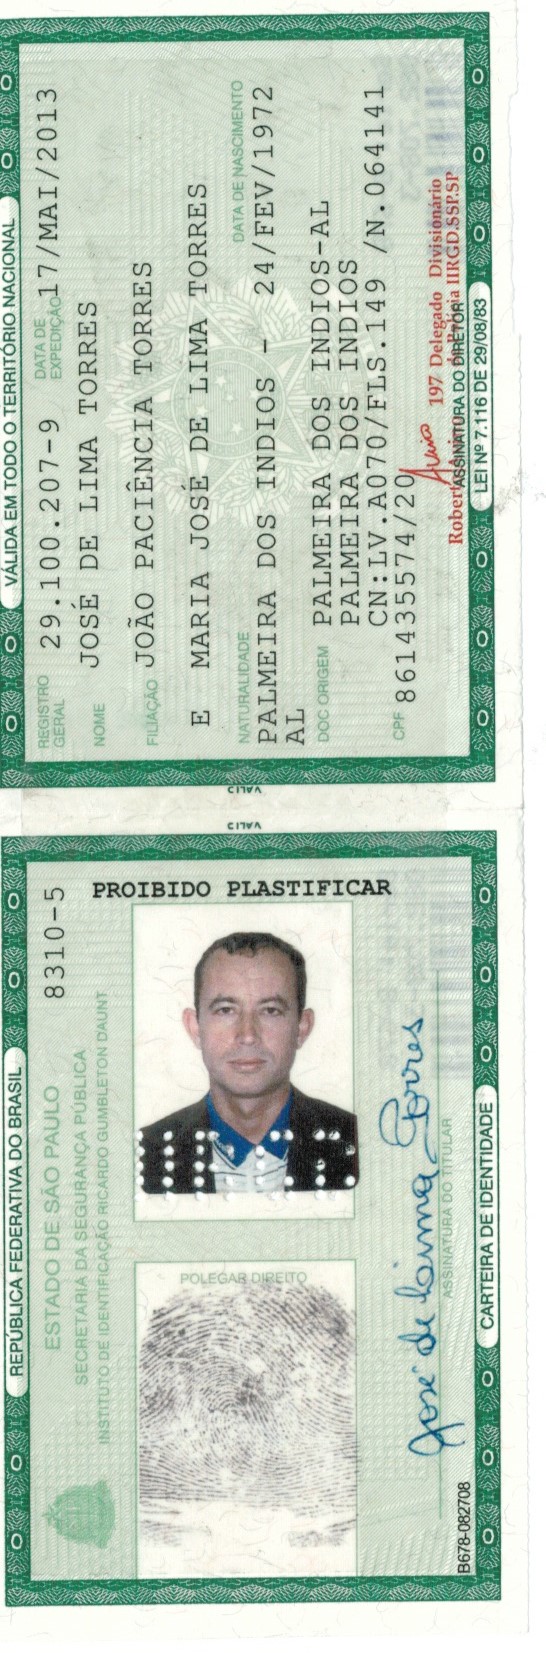 VÁLIDA EM TODO O TERRITÓRIO NACIONAL
REGISTRO GERAL 29.100.207-9 DATA DE EXPEDIÇÃO 17/MAI/2013
NOME JOSÉ DE LIMA TORRES
FILIAÇÃO JOÃO PACIÊNCIA TORRES
E MARIA JOSÉ DE LIMA TORRES
NATURALIDADE DATA DE NASCIMENTO
PALMEIRA DOS INDIOS - 24/FEV/1972
AL
DOC ORIGEM PALMEIRA DOS INDIOS-AL
PALMEIRA DOS INDIOS
CN:LV.A070/FLS.149 /N.064141
CPF 861435574/20
197 Delegado Divisionário
de Polícia IIRGD.SSP.SP
ASSINATURA DO DIRETOR
LEI Nº 7.116 DE 29/08/83
VALID
VALID
REPÚBLICA FEDERATIVA DO BRASIL
ESTADO DE SÃO PAULO 8310-5
SECRETARIA DA SEGURANÇA PÚBLICA
INSTITUTO DE IDENTIFICAÇÃO RICARDO GUMBLETON DAUNT
PROIBIDO PLASTIFICAR
POLEGAR DIREITO
José de Lima Torres
ASSINATURA DO TITULAR
B678-082708
CARTEIRA DE IDENTIDADE